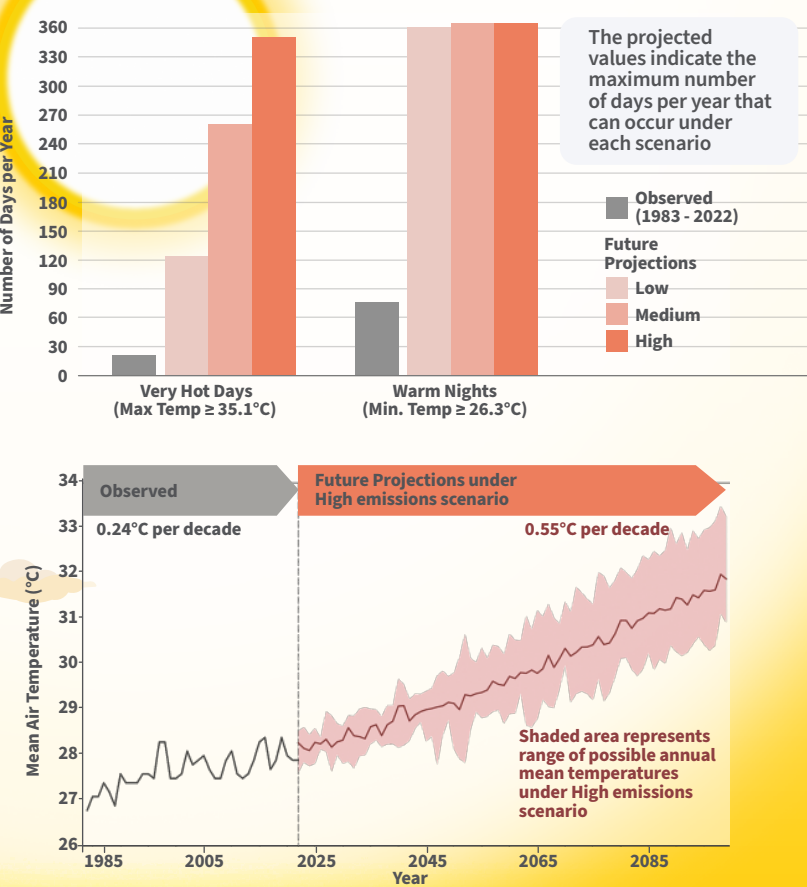 Number of Days per Year
360
330
300
270
240
210
180
150
120
90
60
30
0
Very Hot Days
(Max Temp ≥ 35.1°C)
Warm Nights
(Min. Temp ≥ 26.3°C)
The projected
values indicate the
maximum number
of days per year that
can occur under
each scenario
Observed
(1983 - 2022)
Future
Projections
Low
Medium
High
Mean Air Temperature (°C)
34
33
32
31
30
29
28
27
26
Observed
Future Projections under
High emissions scenario
0.24°C per decade
0.55°C per decade
Shaded area represents
range of possible annual
mean temperatures
under High emissions
scenario
1985
2005
2025
2045
2065
2085
Year